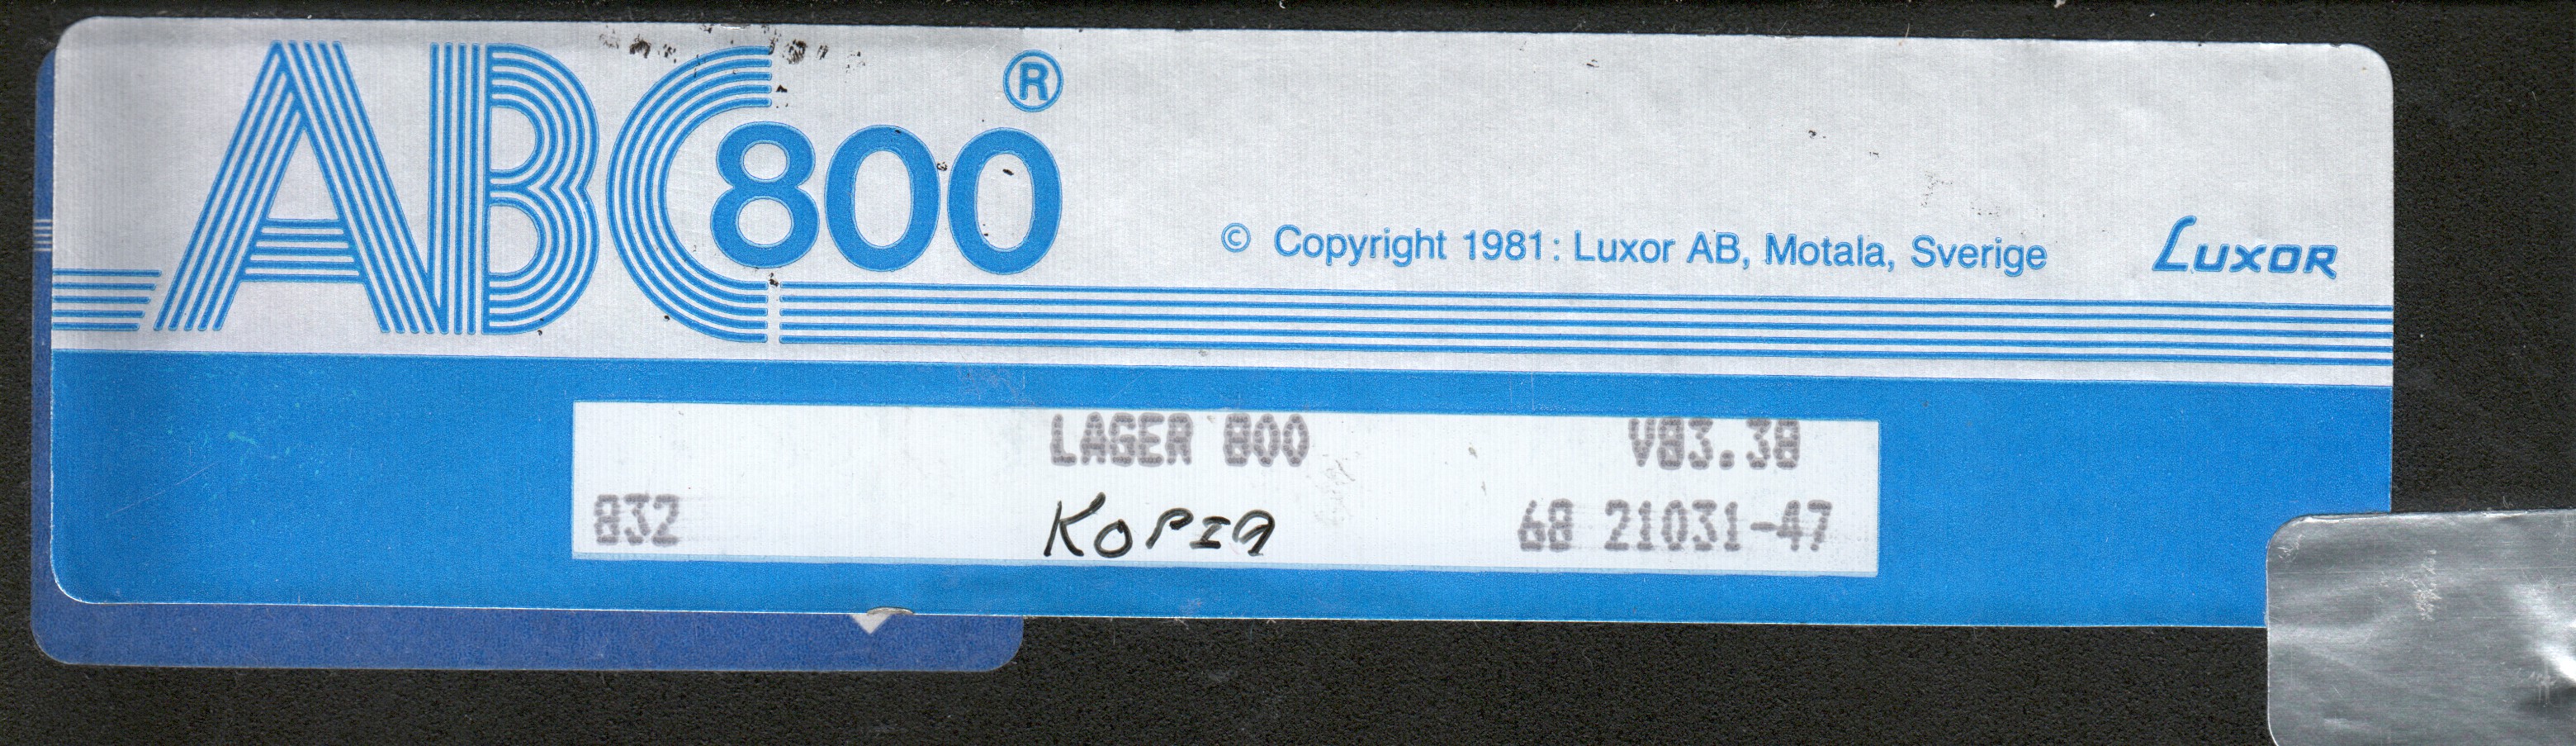 ABC800®
© Copyright 1981: Luxor AB, Motala, Sverige
LUXOR
LAGER 800 V83.38
832 KOPIA 68 21031-47